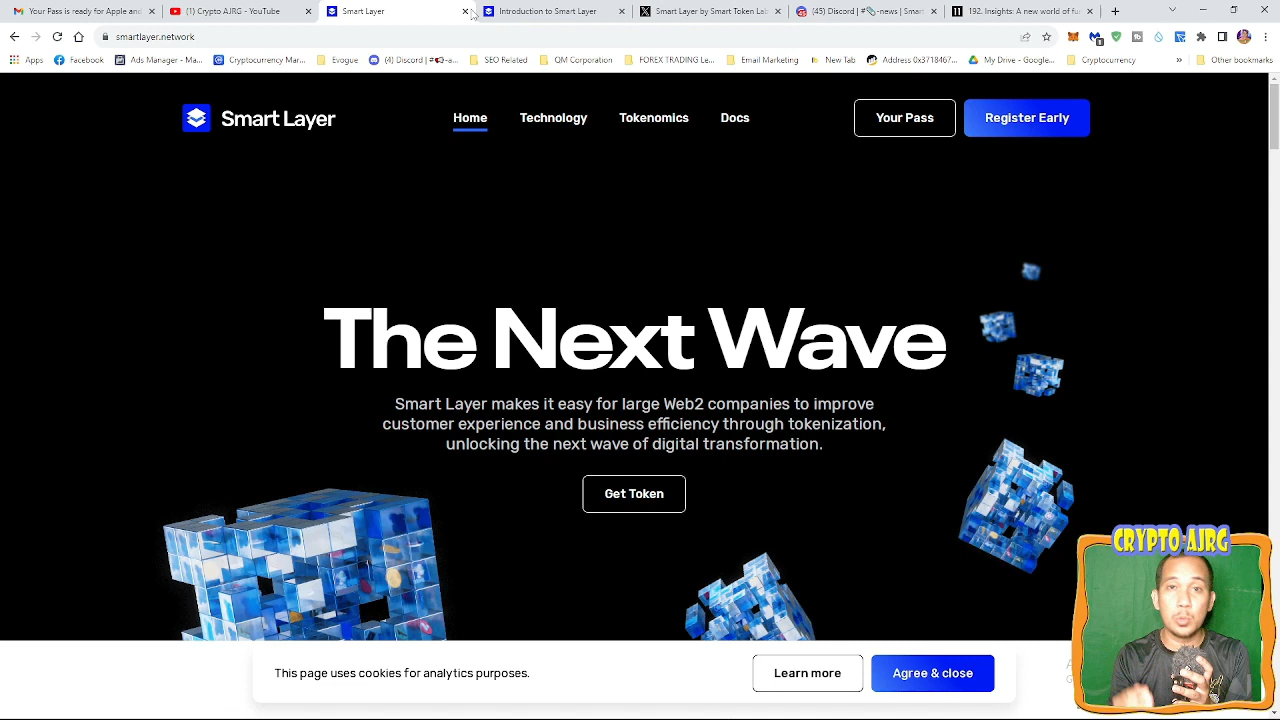 Your Pass is ready for Apple and
(1) Crypto AJRG - YouTube
Smart Layer
Introduction to Smart Layer
Smart Layer by Smart Token La
192. Insights: A new world of fu
smartlayer.network
Apps
Facebook
Ads Manager - Ma...
Cryptocurrency Mar...
Evogue
(4) Discord |
SEO Related
QM Corporation
FOREX TRADING Le...
Email Marketing
New Tab
Address 0x3718467...
My Drive - Google...
Cryptocurrency
»
Other bookmarks
Smart Layer
Home
Technology
Tokenomics
Docs
Your Pass
Register Early
The Next Wave
Smart Layer makes it easy for large Web2 companies to improve
customer experience and business efficiency through tokenization,
unlocking the next wave of digital transformation.
Get Token
CRYPTO AJRG
This page uses cookies for analytics purposes.
Learn more
Agree & close